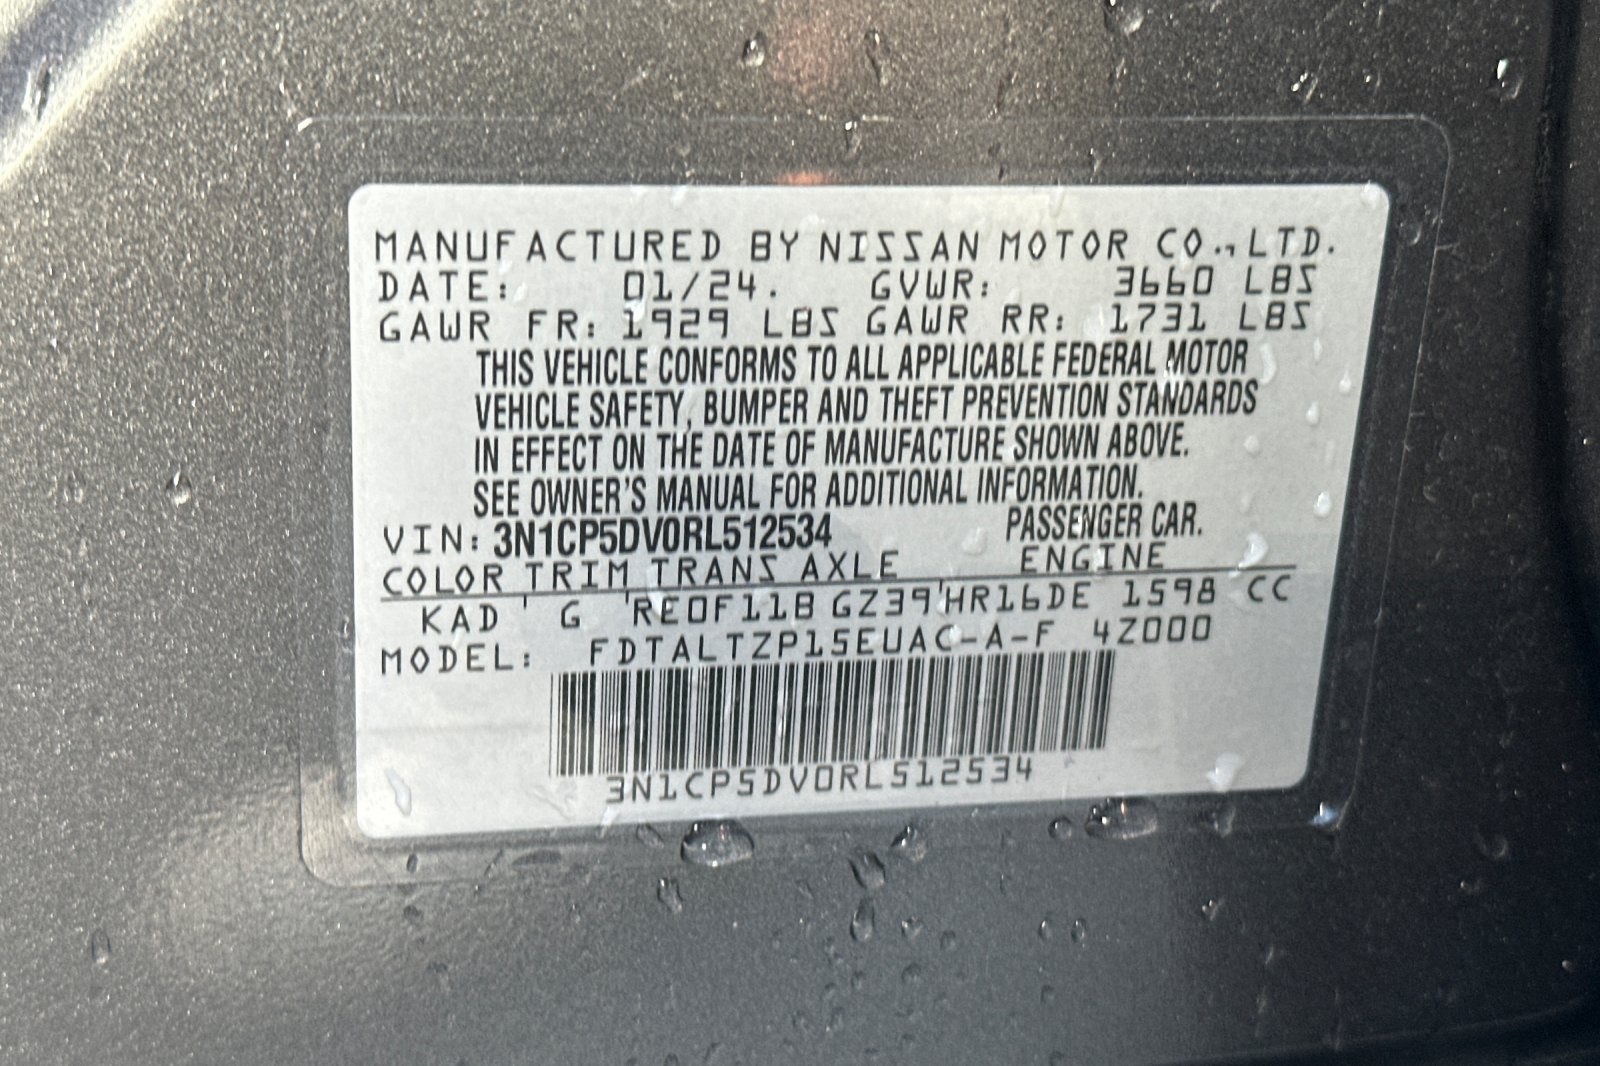 MANUFACTURED BY NISSAN MOTOR CO.,LTD.
DATE: 01/24. GVWR: 3660 LBS
GAWR FR: 1929 LBS GAWR RR: 1731 LBS
THIS VEHICLE CONFORMS TO ALL APPLICABLE FEDERAL MOTOR
VEHICLE SAFETY, BUMPER AND THEFT PREVENTION STANDARDS
IN EFFECT ON THE DATE OF MANUFACTURE SHOWN ABOVE.
SEE OWNER'S MANUAL FOR ADDITIONAL INFORMATION.
VIN: 3N1CP5DV0RL512534 PASSENGER CAR.
COLOR TRIM TRANS AXLE ENGINE
KAD G RE0F11B GZ39 HR16DE 1598 CC
MODEL: FDTALTZP15EUAC-A-F 4Z000
3N1CP5DV0RL512534